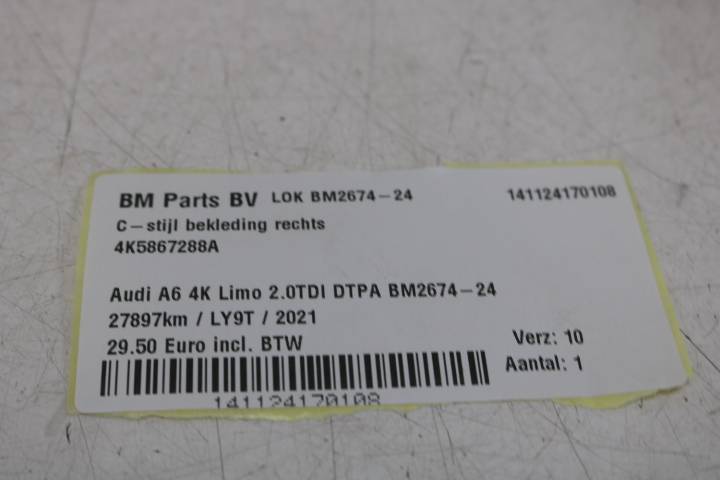 BM Parts BV LOK BM2674-24 141124170108
C-stijl bekleding rechts
4K5867288A
Audi A6 4K Limo 2.0TDI DTPA BM2674-24
27897km / LY9T / 2021
29.50 Euro incl. BTW
Verz: 10
Aantal: 1
141124170108